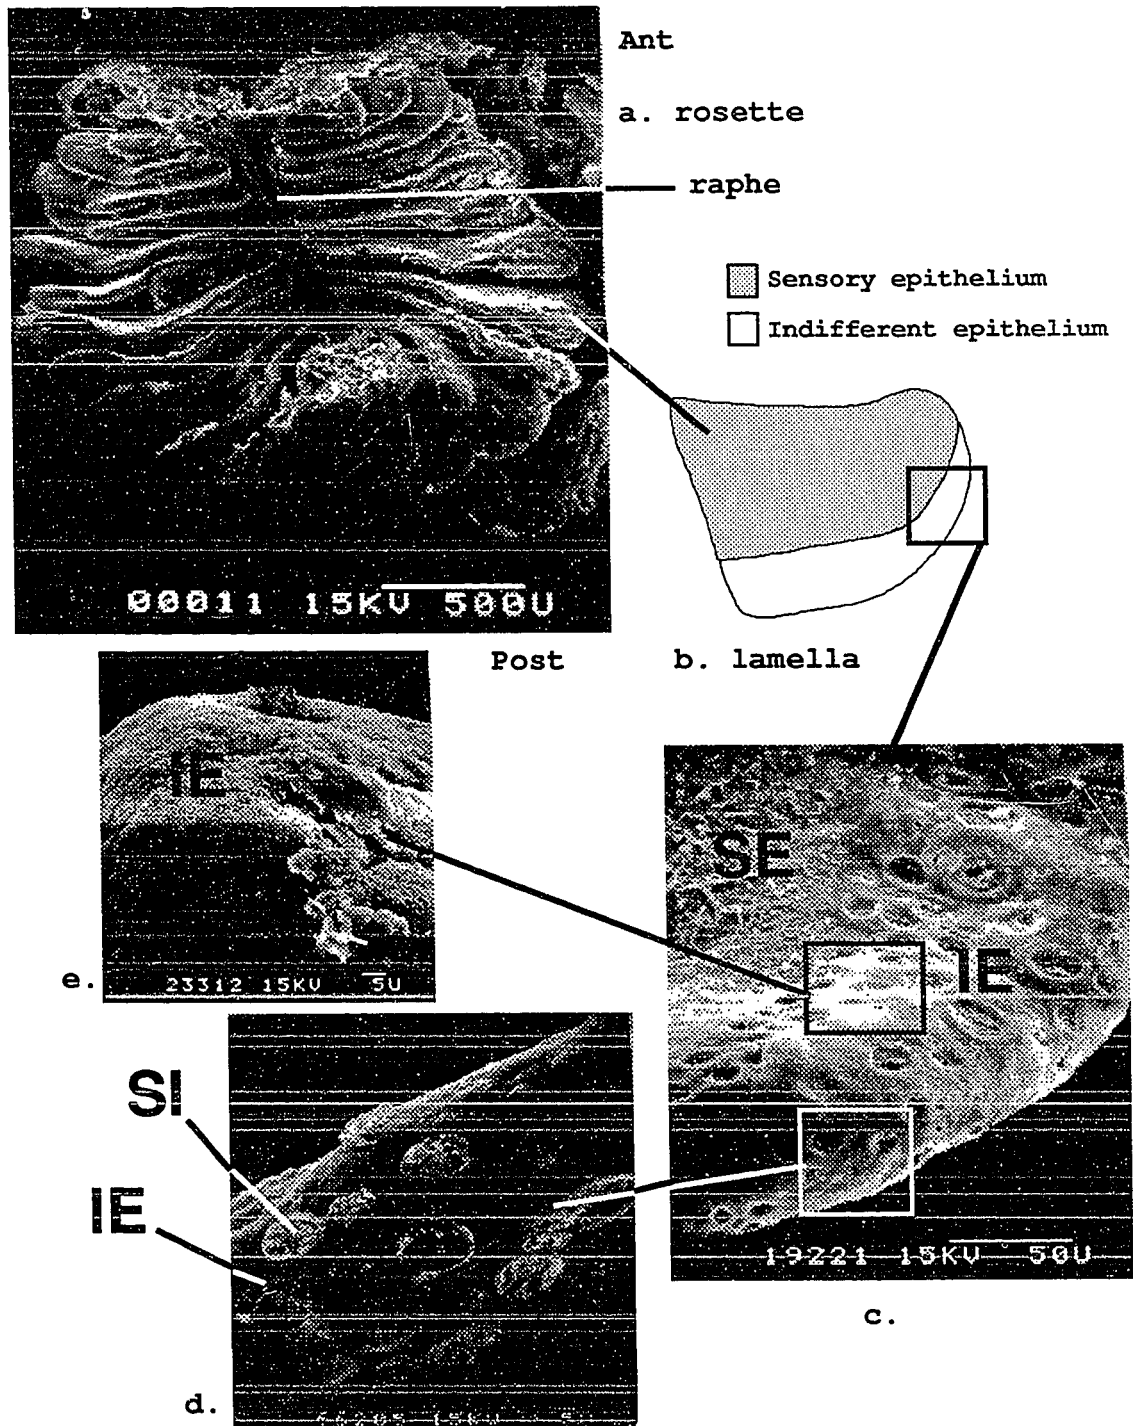 Ant
a. rosette
raphe
Sensory epithelium
Indifferent epithelium
00011 15KV 500U
Post
b. lamella
IE
SE
IE
e.
23312 15KV 5U
SI
IE
19221 15KV 50U
c.
d.